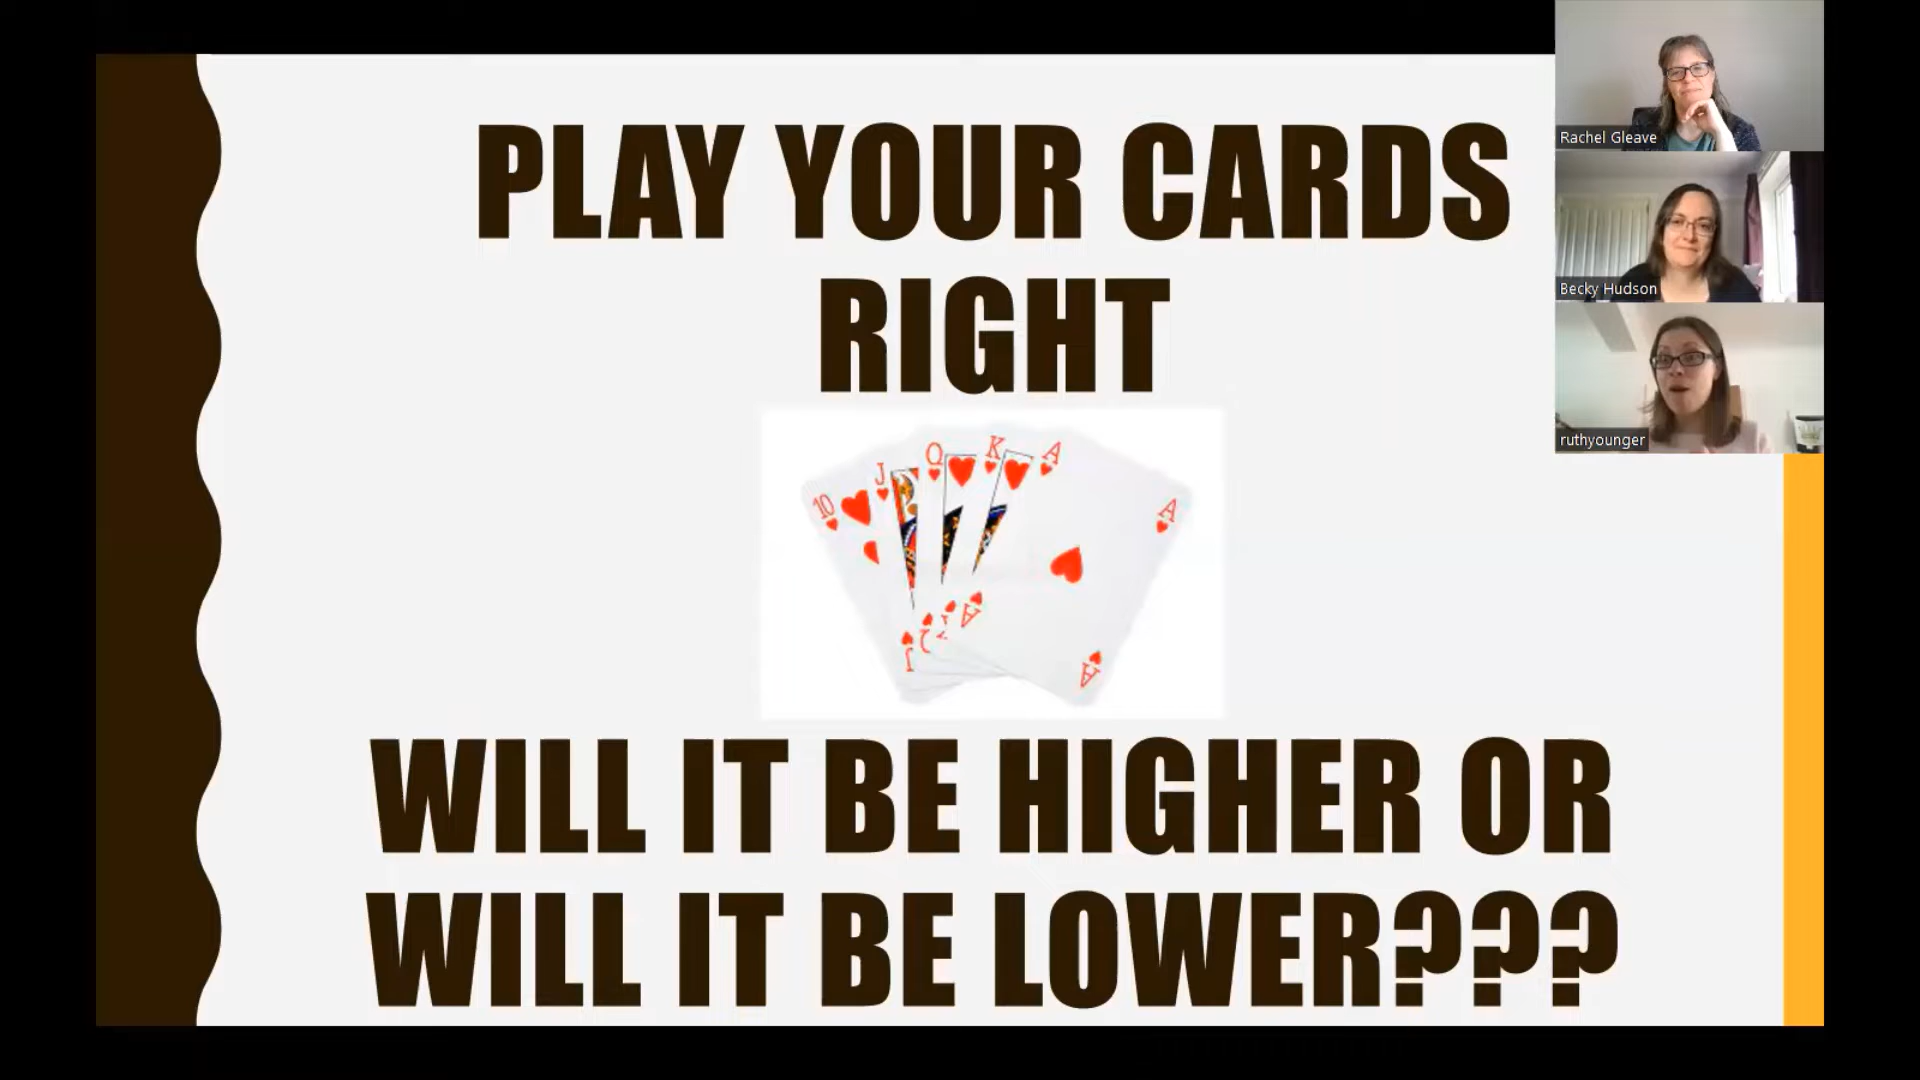 PLAY YOUR CARDS
RIGHT
10
J
Q
K
A
A
A
J
A
WILL IT BE HIGHER OR
WILL IT BE LOWER???
Rachel Gleave
Becky Hudson
ruthyounger